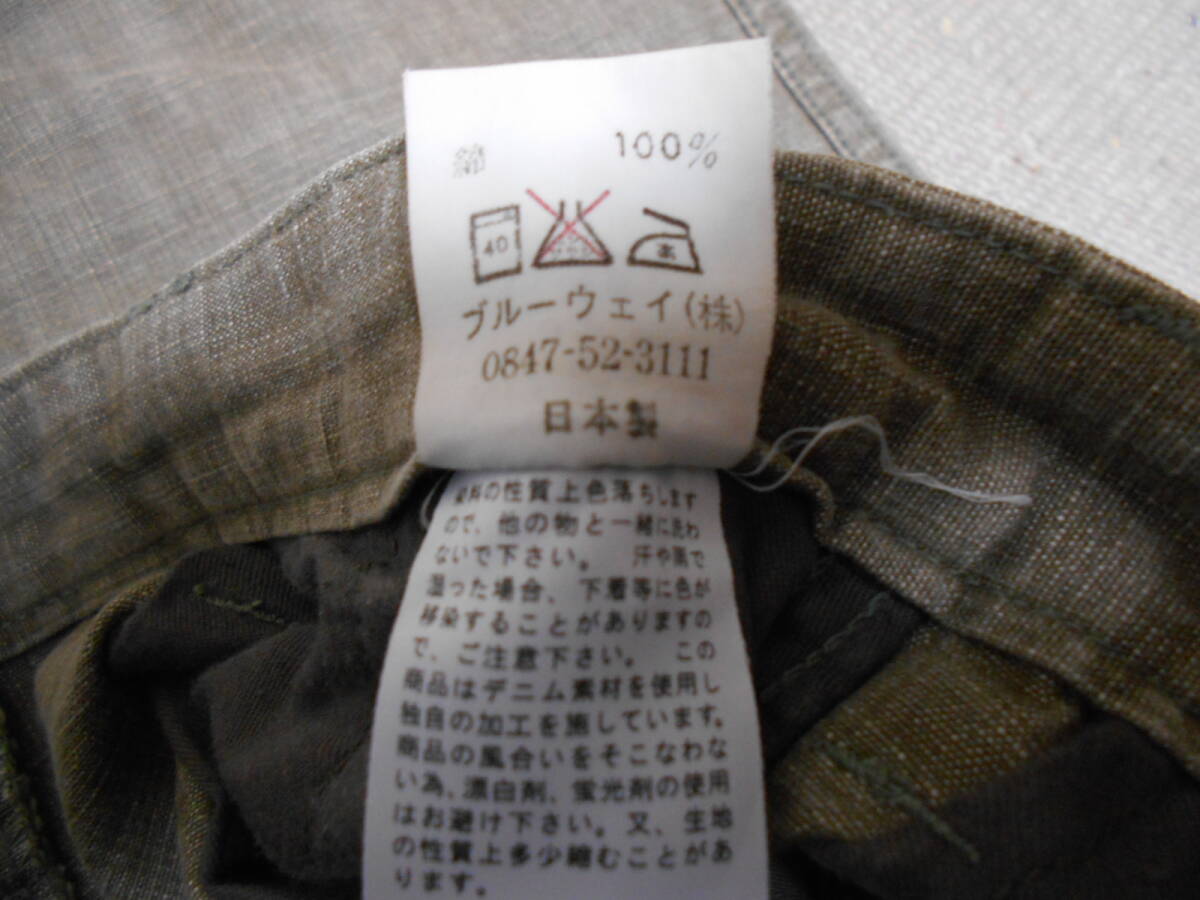 綿 100%
40 高
ブルーウェイ(株)
0847-52-3111
日本製
染料の性質上色落ちします
ので、他の物と一緒に洗わ
ないで下さい。 汗や雨で
湿った場合、下着等に色が
移染することがありますの
で、ご注意下さい。 この
商品はデニム素材を使用し
独自の加工を施しています。
商品の風合いをそこなわな
い為、漂白剤、蛍光剤の使用
はお避け下さい。又、生地
の性質上多少縮むことがあ
ります。